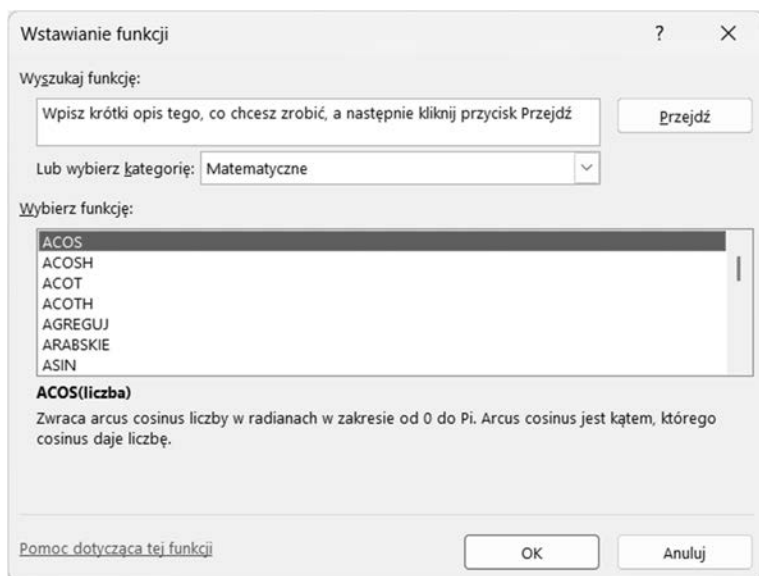 Wstawianie funkcji ?
Wyszukaj funkcję:
Wpisz krótki opis tego, co chcesz zrobić, a następnie kliknij przycisk Przejdź
Przejdź
Lub wybierz kategorię: Matematyczne
Wybierz funkcję:
ACOS
ACOSH
ACOT
ACOTH
AGREGUJ
ARABSKIE
ASIN
ACOS(liczba)
Zwraca arcus cosinus liczby w radianach w zakresie od 0 do Pi. Arcus cosinus jest kątem, którego
cosinus daje liczbę.
Pomoc dotycząca tej funkcji
OK
Anuluj